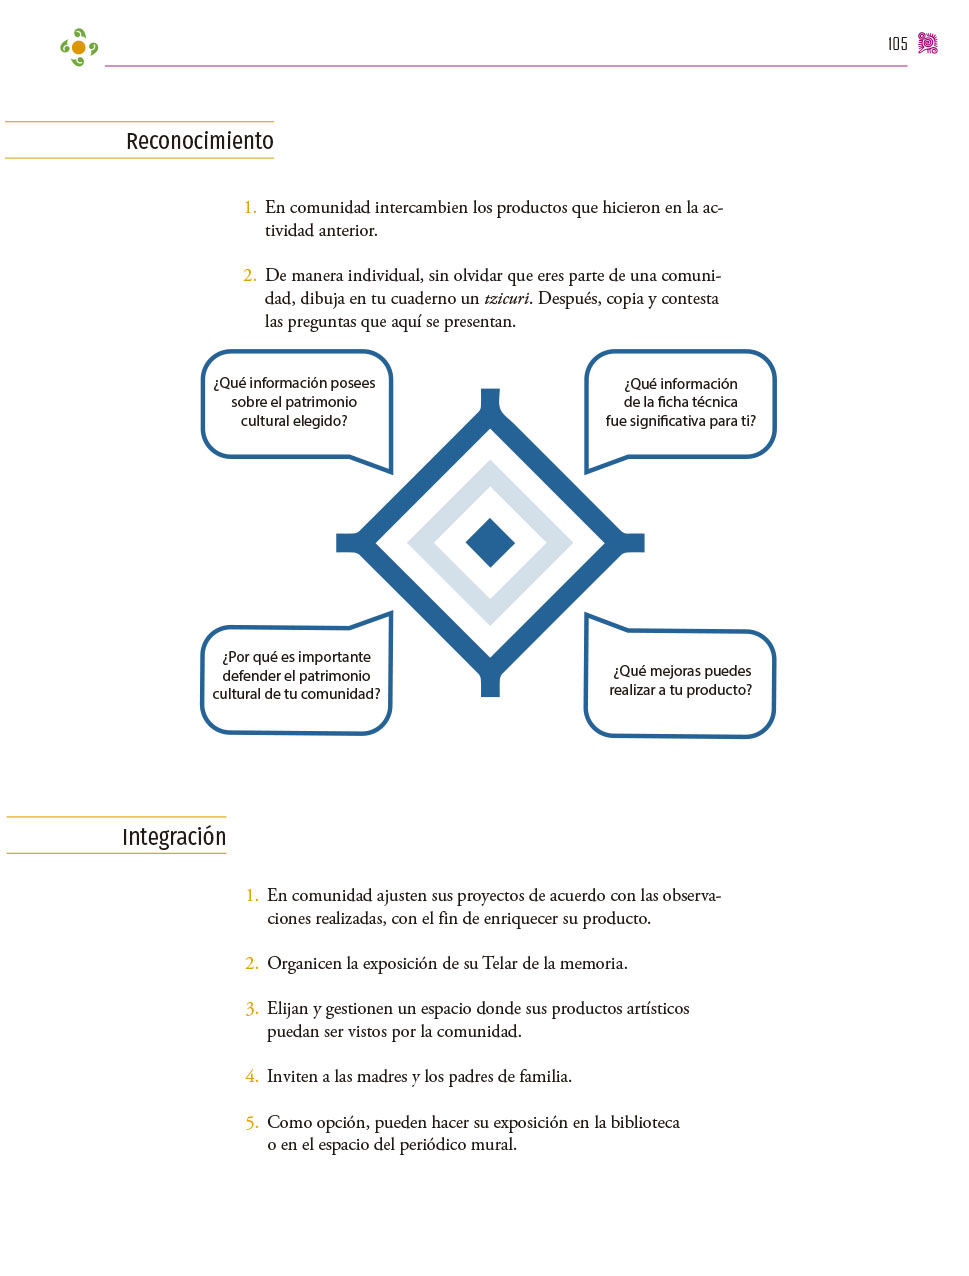 105
Reconocimiento
1. En comunidad intercambien los productos que hicieron en la ac-
tividad anterior.
2. De manera individual, sin olvidar que eres parte de una comuni-
dad, dibuja en tu cuaderno un tzicuri. Después, copia y contesta
las preguntas que aquí se presentan.
¿Qué información posees
sobre el patrimonio
cultural elegido?
¿Qué información
de la ficha técnica
fue significativa para ti?
¿Por qué es importante
defender el patrimonio
cultural de tu comunidad?
¿Qué mejoras puedes
realizar a tu producto?
Integración
1. En comunidad ajusten sus proyectos de acuerdo con las observa-
ciones realizadas, con el fin de enriquecer su producto.
2. Organicen la exposición de su Telar de la memoria.
3. Elijan y gestionen un espacio donde sus productos artísticos
puedan ser vistos por la comunidad.
4. Inviten a las madres y los padres de familia.
5. Como opción, pueden hacer su exposición en la biblioteca
o en el espacio del periódico mural.